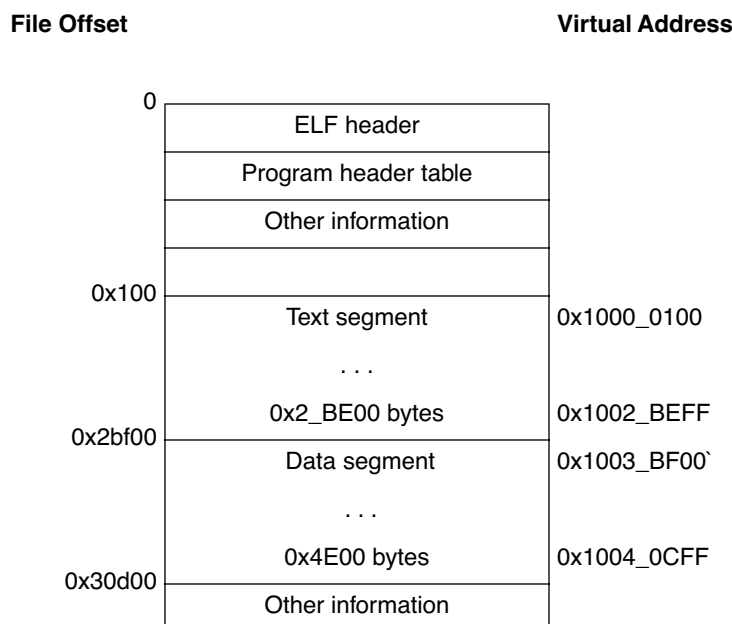 File Offset Virtual Address
0
ELF header
Program header table
Other information
0x100
Text segment 0x1000_0100
. . .
0x2_BE00 bytes 0x1002_BEFF
0x2bf00
Data segment 0x1003_BF00`
. . .
0x4E00 bytes 0x1004_0CFF
0x30d00
Other information